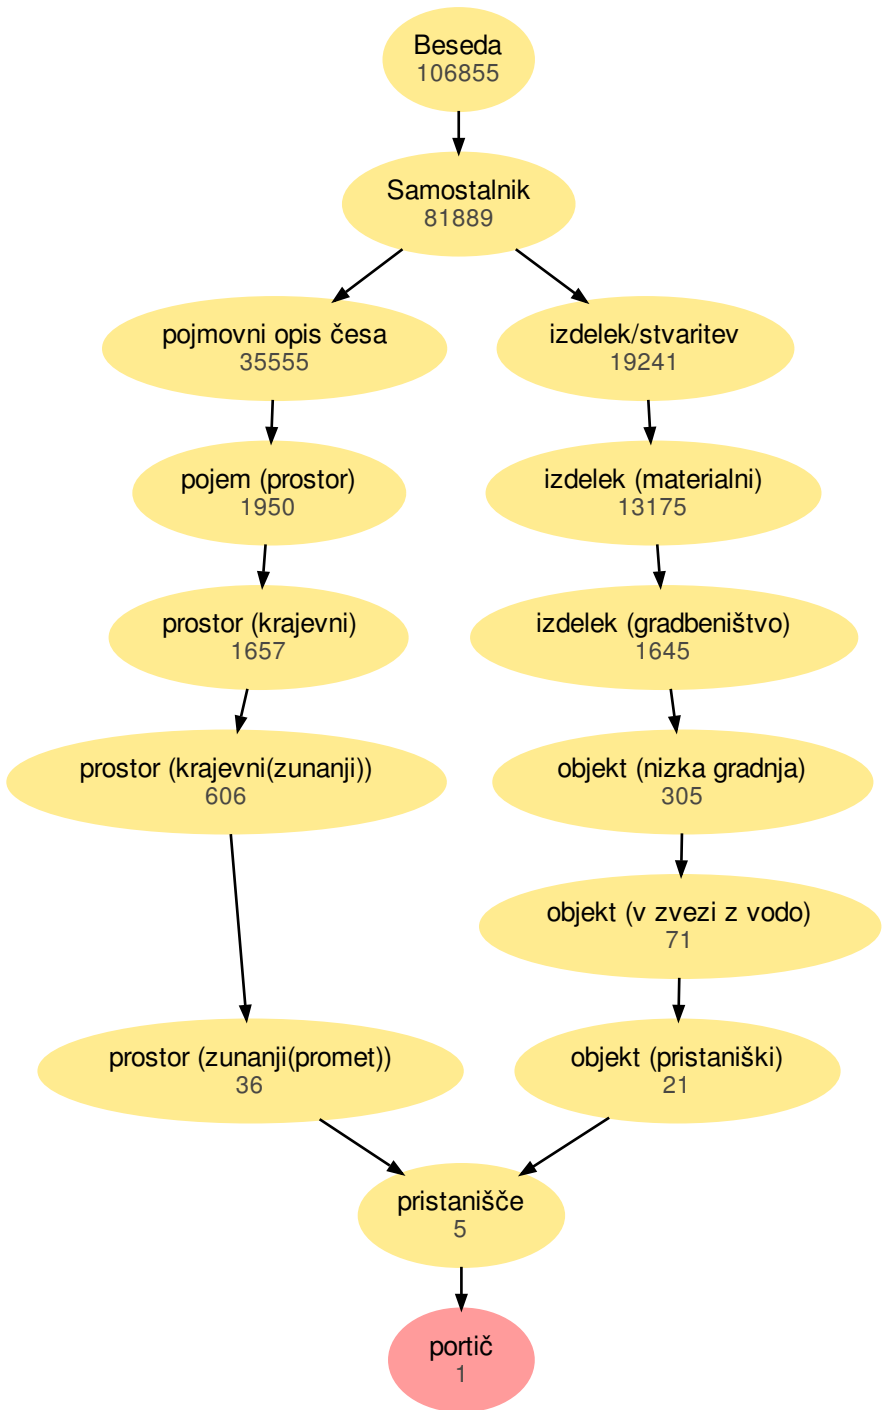 Beseda
106855
Samostalnik
81889
pojmovni opis česa
35555
izdelek/stvaritev
19241
pojem (prostor)
1950
izdelek (materialni)
13175
prostor (krajevni)
1657
izdelek (gradbeništvo)
1645
prostor (krajevni(zunanji))
606
objekt (nizka gradnja)
305
objekt (v zvezi z vodo)
71
prostor (zunanji(promet))
36
objekt (pristaniški)
21
pristanišče
5
portič
1